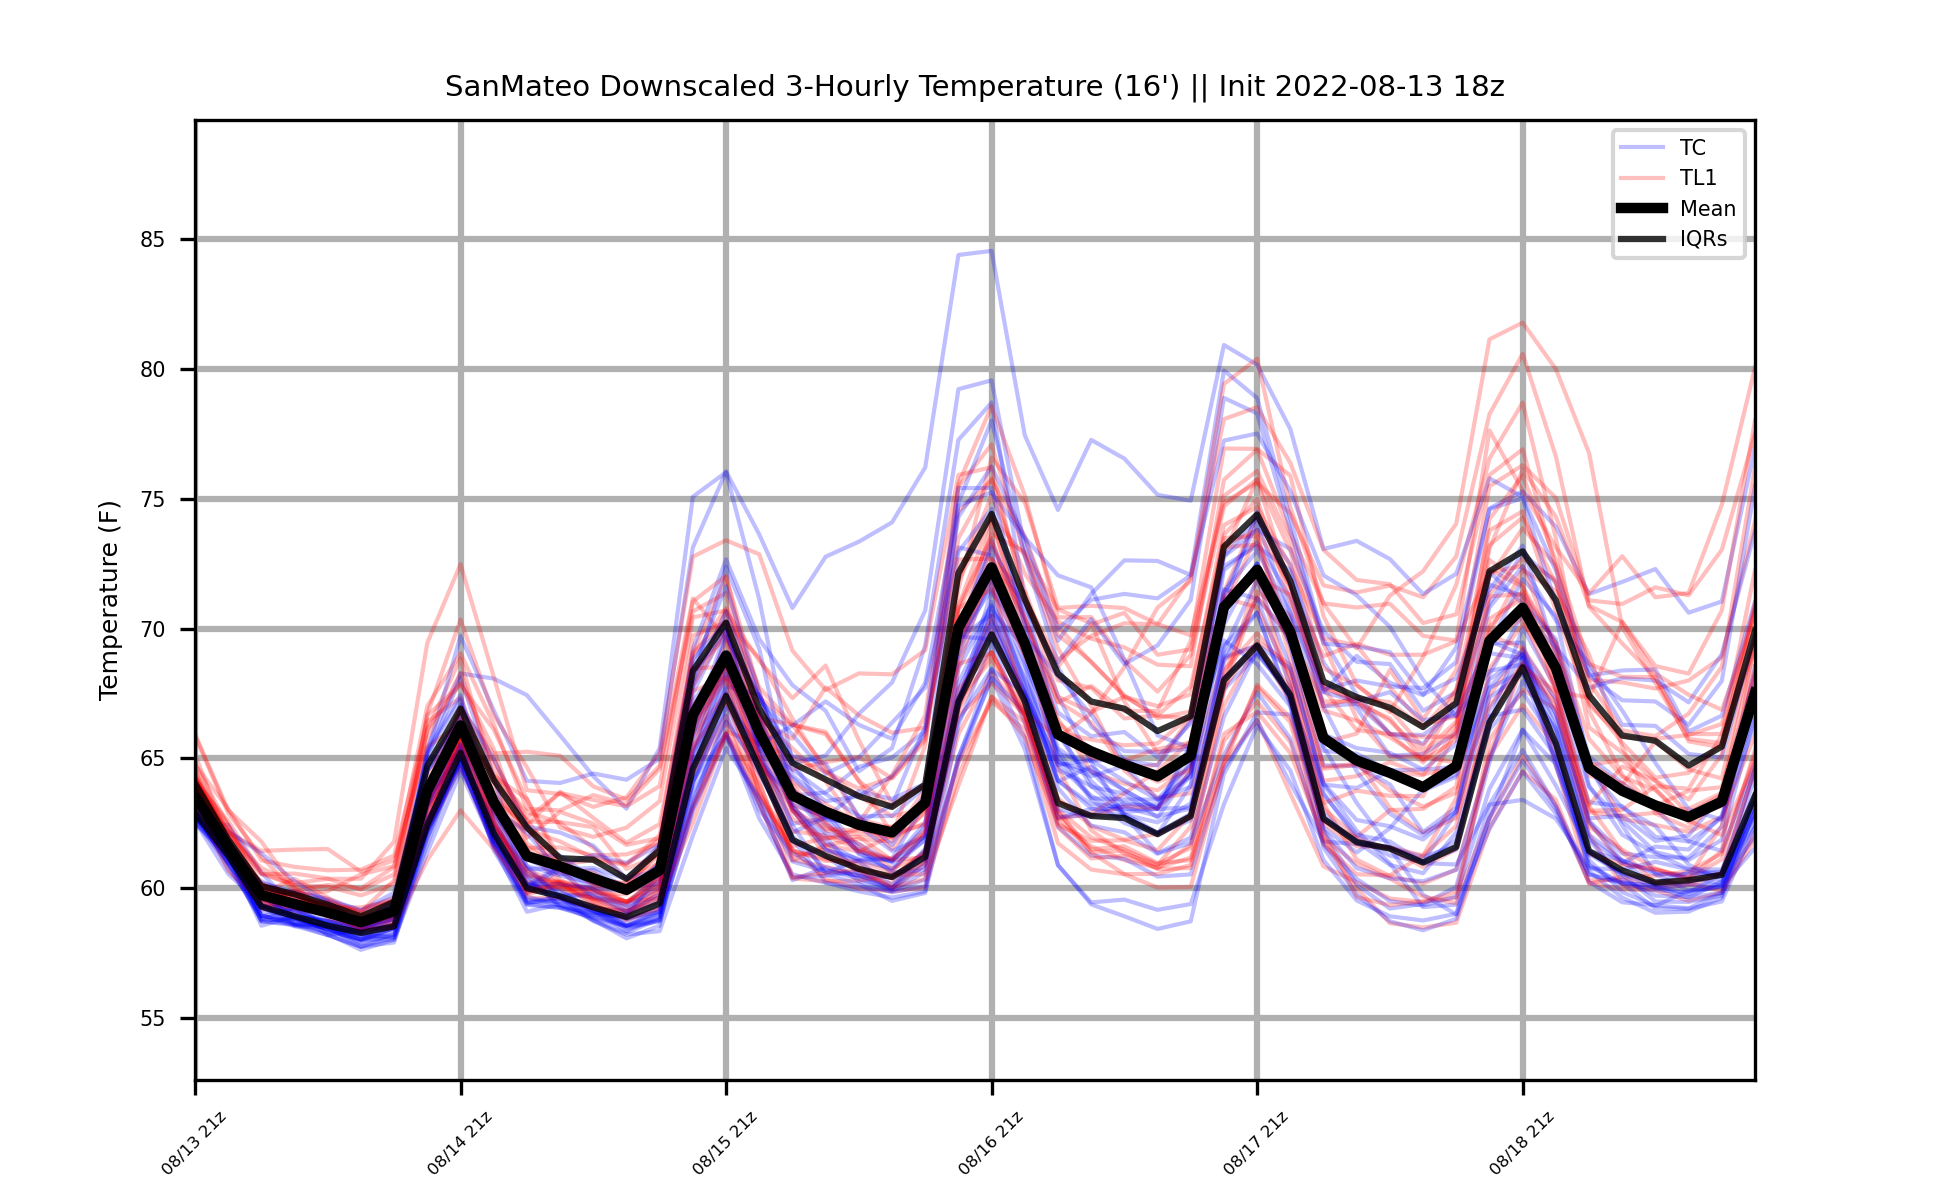 SanMateo Downscaled 3-Hourly Temperature (16') || Init 2022-08-13 18z
TC
TL1
Mean
IQRs
Temperature (F)
85
80
75
70
65
60
55
08/13 21z
08/14 21z
08/15 21z
08/16 21z
08/17 21z
08/18 21z